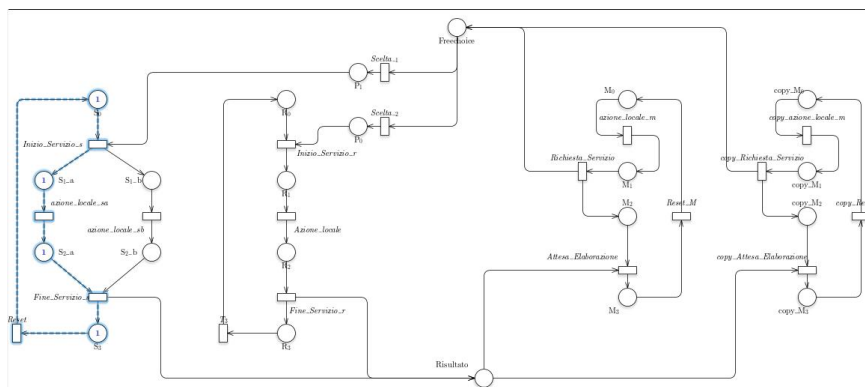 Freechoice
Scelta_1
P₁
Scelta_2
P₀
1
S₀
Inizio_Servizio_s
1
S₁_a
S₁_b
azione_locale_sa
azione_locale_sb
1
S₂_a
S₂_b
Fine_Servizio_s
Reset
1
S₃
R₀
Inizio_Servizio_r
R₁
Azione_locale
R₂
Fine_Servizio_r
R₃
Risultato
M₀
azione_locale_m
Richiesta_Servizio
M₁
M₂
Reset_M
Attesa_Elaborazione
M₃
copy_M₀
copy_azione_locale_m
copy_Richiesta_Servizio
copy_M₁
copy_M₂
copy_Re
copy_Attesa_Elaborazione
copy_M₃